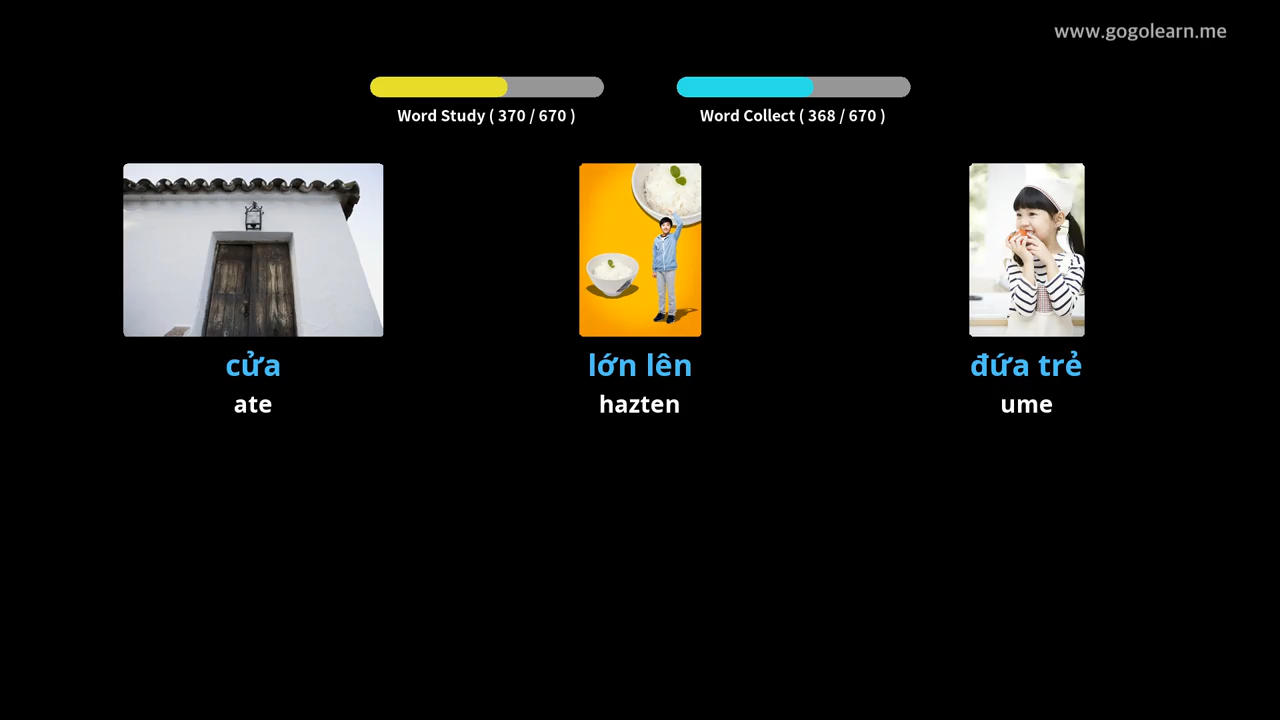 www.gogolearn.me
Word Study ( 370 / 670 )
Word Collect ( 368 / 670 )
cửa
lớn lên
đứa trẻ
ate
hazten
ume